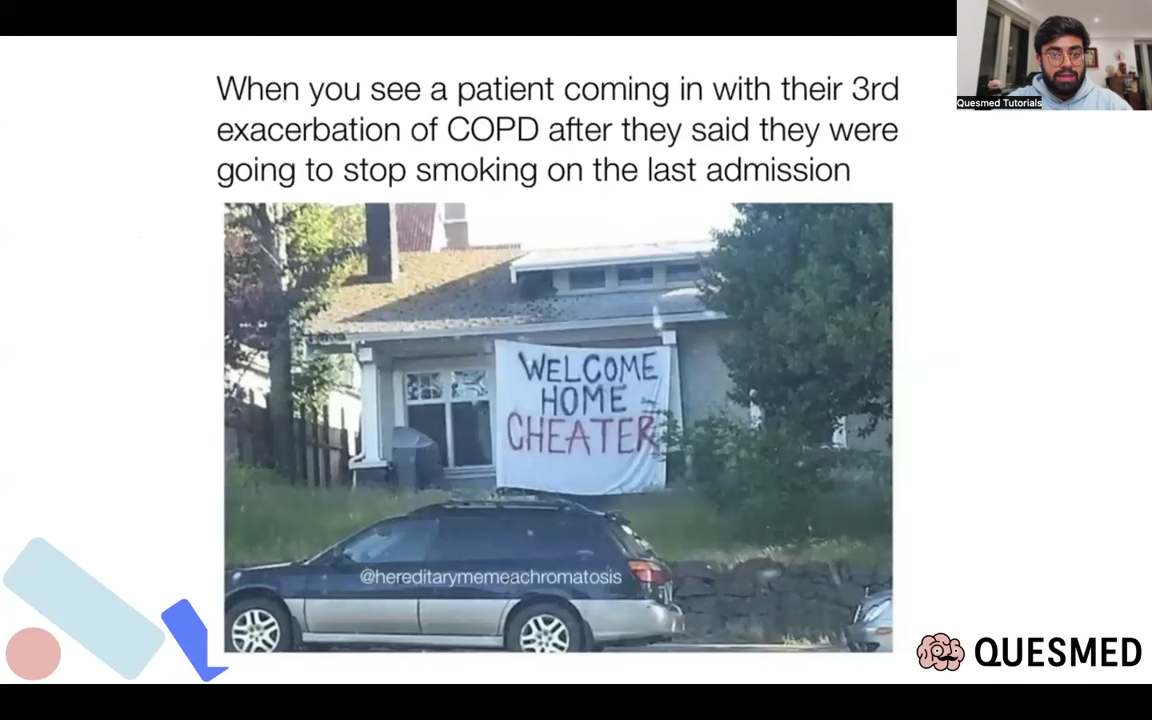 Quesmed Tutorials
When you see a patient coming in with their 3rd
exacerbation of COPD after they said they were
going to stop smoking on the last admission
WELCOME
HOME
CHEATER
@hereditarymemeachromatosis
QUESMED